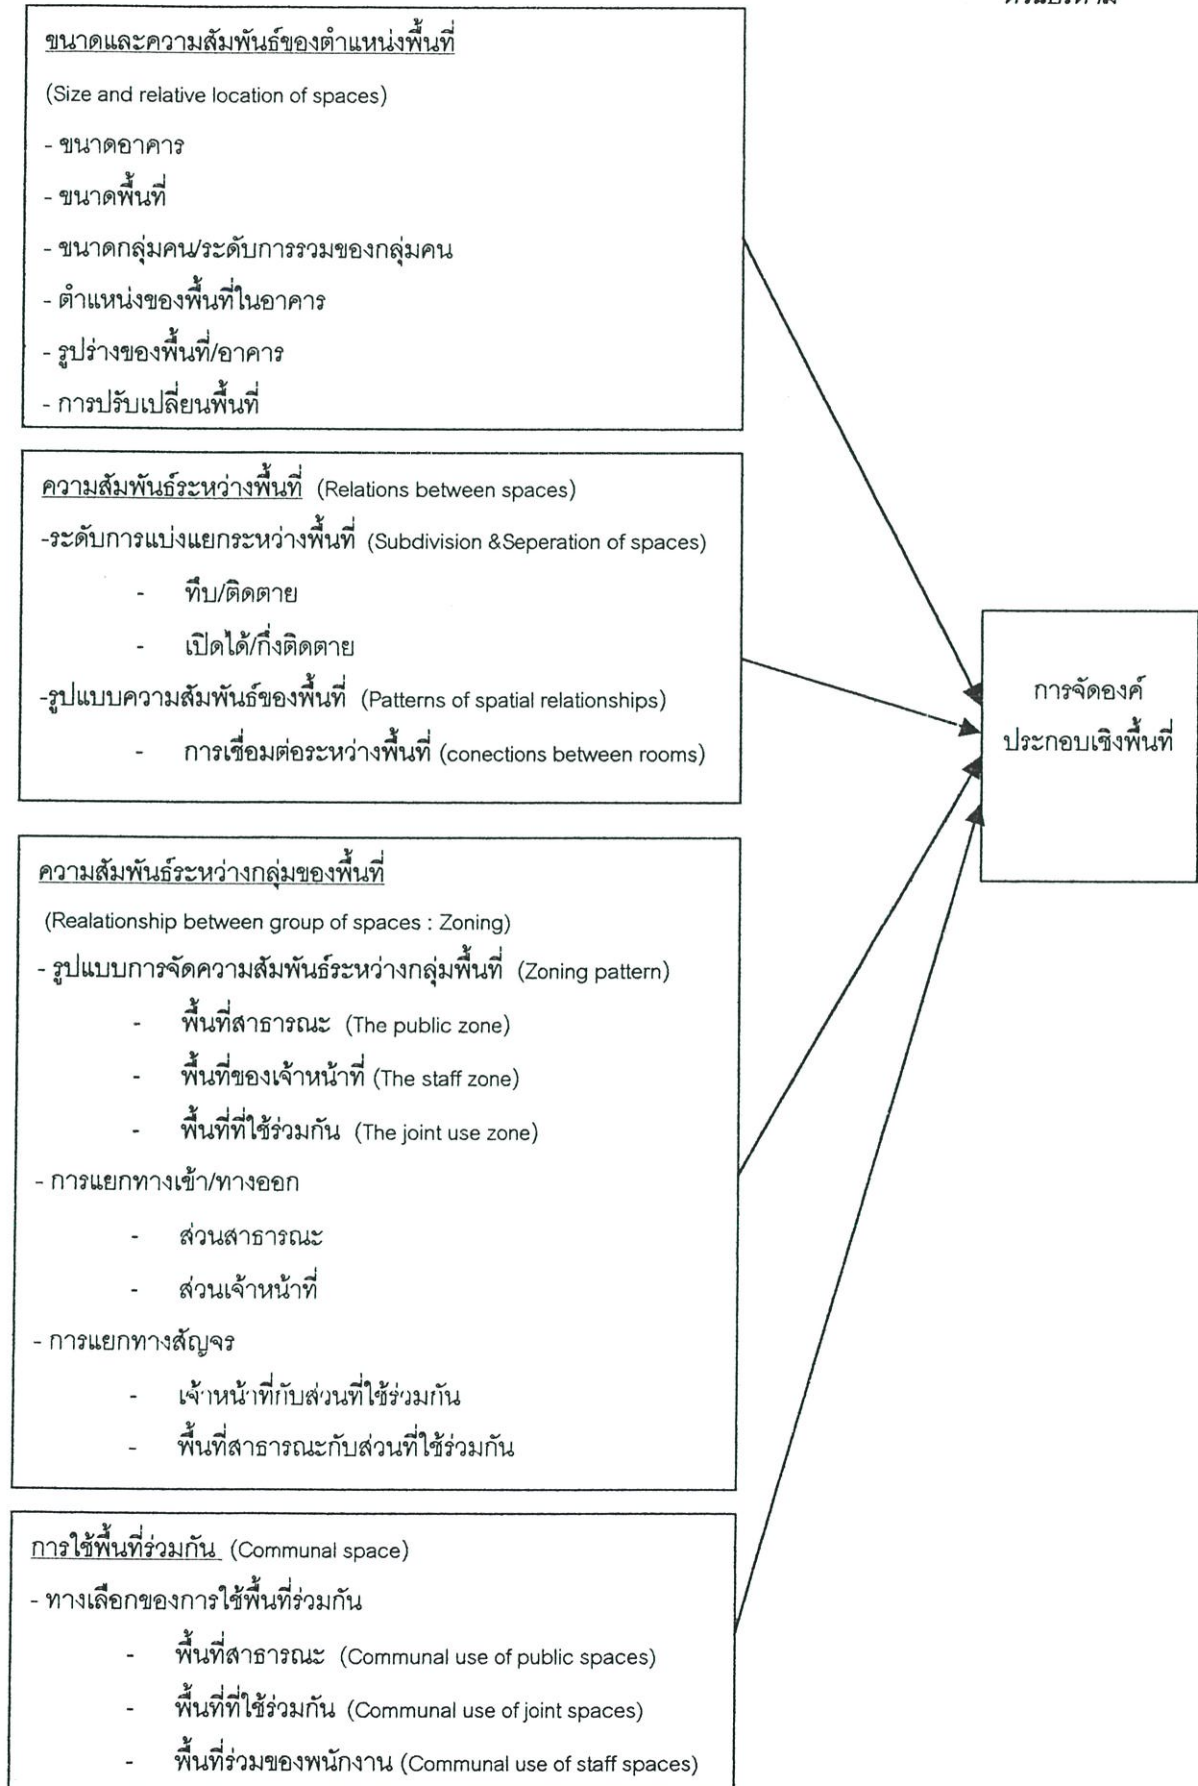 ขนาดและความสัมพันธ์ของตำแหน่งพื้นที่
(Size and relative location of spaces)
- ขนาดอาคาร
- ขนาดพื้นที่
- ขนาดกลุ่มคน/ระดับการรวมของกลุ่มคน
- ตำแหน่งของพื้นที่ในอาคาร
- รูปร่างของพื้นที่/อาคาร
- การปรับเปลี่ยนพื้นที่
ความสัมพันธ์ระหว่างพื้นที่ (Relations between spaces)
-ระดับการแบ่งแยกระหว่างพื้นที่ (Subdivision &Seperation of spaces)
- ทึบ/ติดตาย
- เปิดได้/กึ่งติดตาย
-รูปแบบความสัมพันธ์ของพื้นที่ (Patterns of spatial relationships)
- การเชื่อมต่อระหว่างพื้นที่ (conections between rooms)
การจัดองค์
ประกอบเชิงพื้นที่
ความสัมพันธ์ระหว่างกลุ่มของพื้นที่
(Realationship between group of spaces : Zoning)
- รูปแบบการจัดความสัมพันธ์ระหว่างกลุ่มพื้นที่ (Zoning pattern)
- พื้นที่สาธารณะ (The public zone)
- พื้นที่ของเจ้าหน้าที่ (The staff zone)
- พื้นที่ที่ใช้ร่วมกัน (The joint use zone)
- การแยกทางเข้า/ทางออก
- ส่วนสาธารณะ
- ส่วนเจ้าหน้าที่
- การแยกทางสัญจร
- เจ้าหน้าที่กับส่วนที่ใช้ร่วมกัน
- พื้นที่สาธารณะกับส่วนที่ใช้ร่วมกัน
การใช้พื้นที่ร่วมกัน (Communal space)
- ทางเลือกของการใช้พื้นที่ร่วมกัน
- พื้นที่สาธารณะ (Communal use of public spaces)
- พื้นที่ที่ใช้ร่วมกัน (Communal use of joint spaces)
- พื้นที่ร่วมของพนักงาน (Communal use of staff spaces)